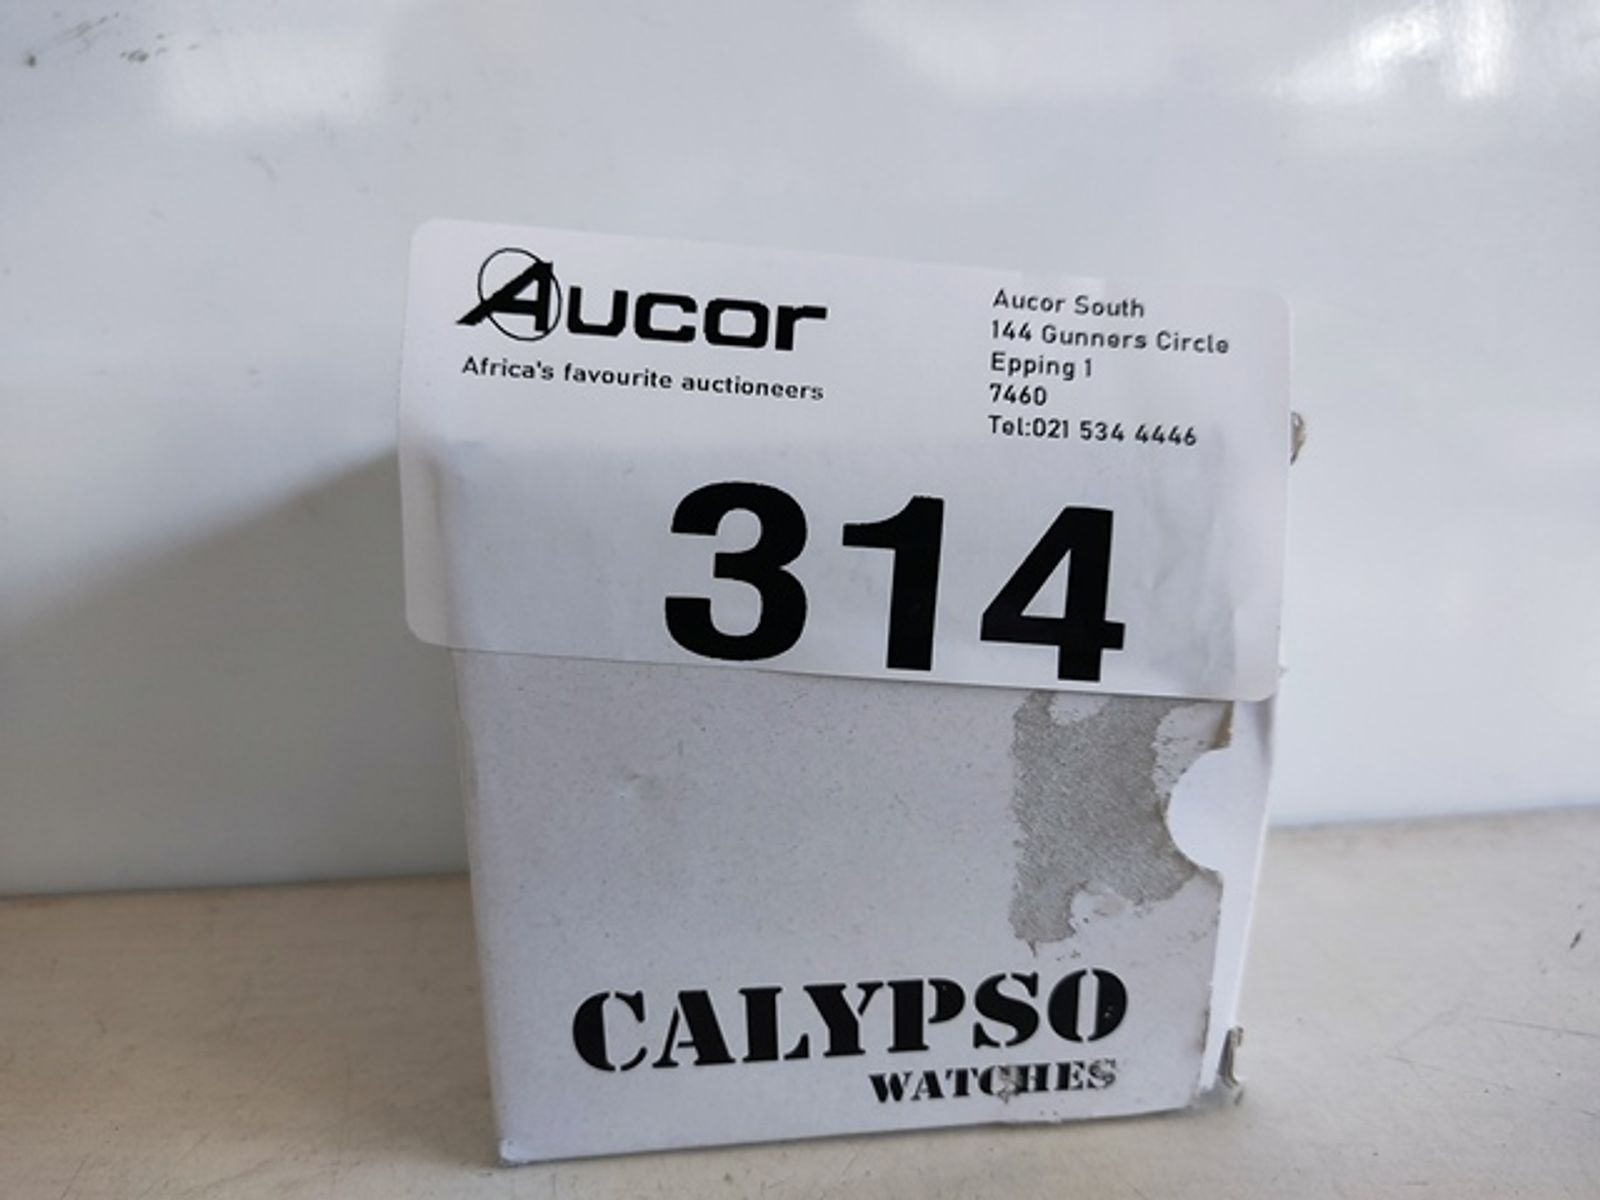 Aucor
Africa's favourite auctioneers
Aucor South
144 Gunners Circle
Epping 1
7460
Tel:021 534 4446
314
CALYPSO
WATCHES